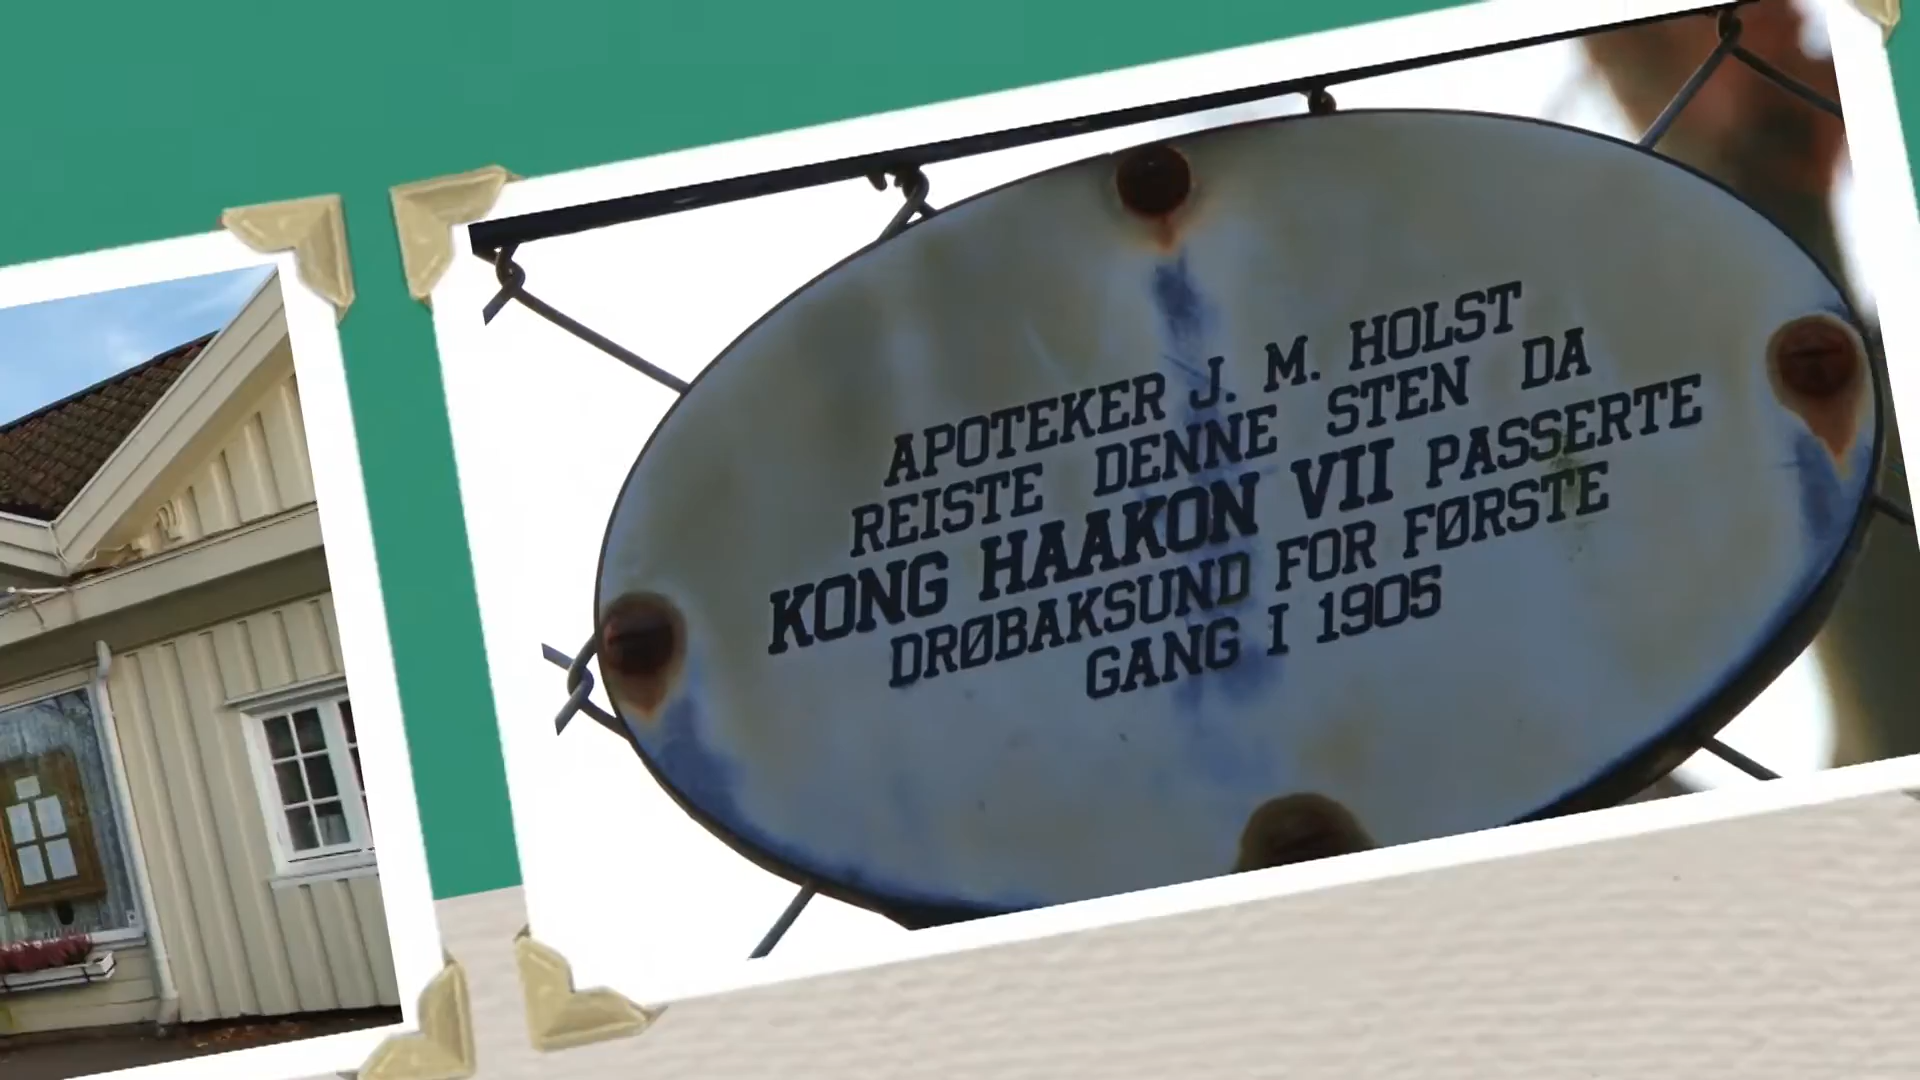 APOTEKER J. M. HOLST
REISTE DENNE STEN DA
KONG HAAKON VII PASSERTE
DRØBAKSUND FOR FØRSTE
GANG I 1905